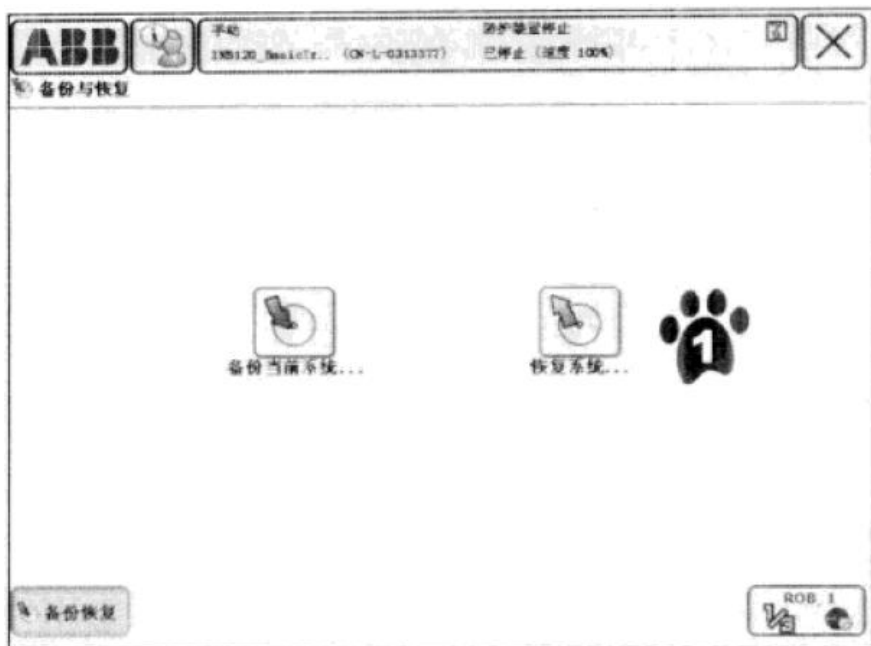 ABB
手动
防护装置停止
IRB120_BasicTr.. (CN-L-0313377)
已停止 (速度 100%)
备份与恢复
备份当前系统...
恢复系统...
1
备份恢复
ROB_1
1/3